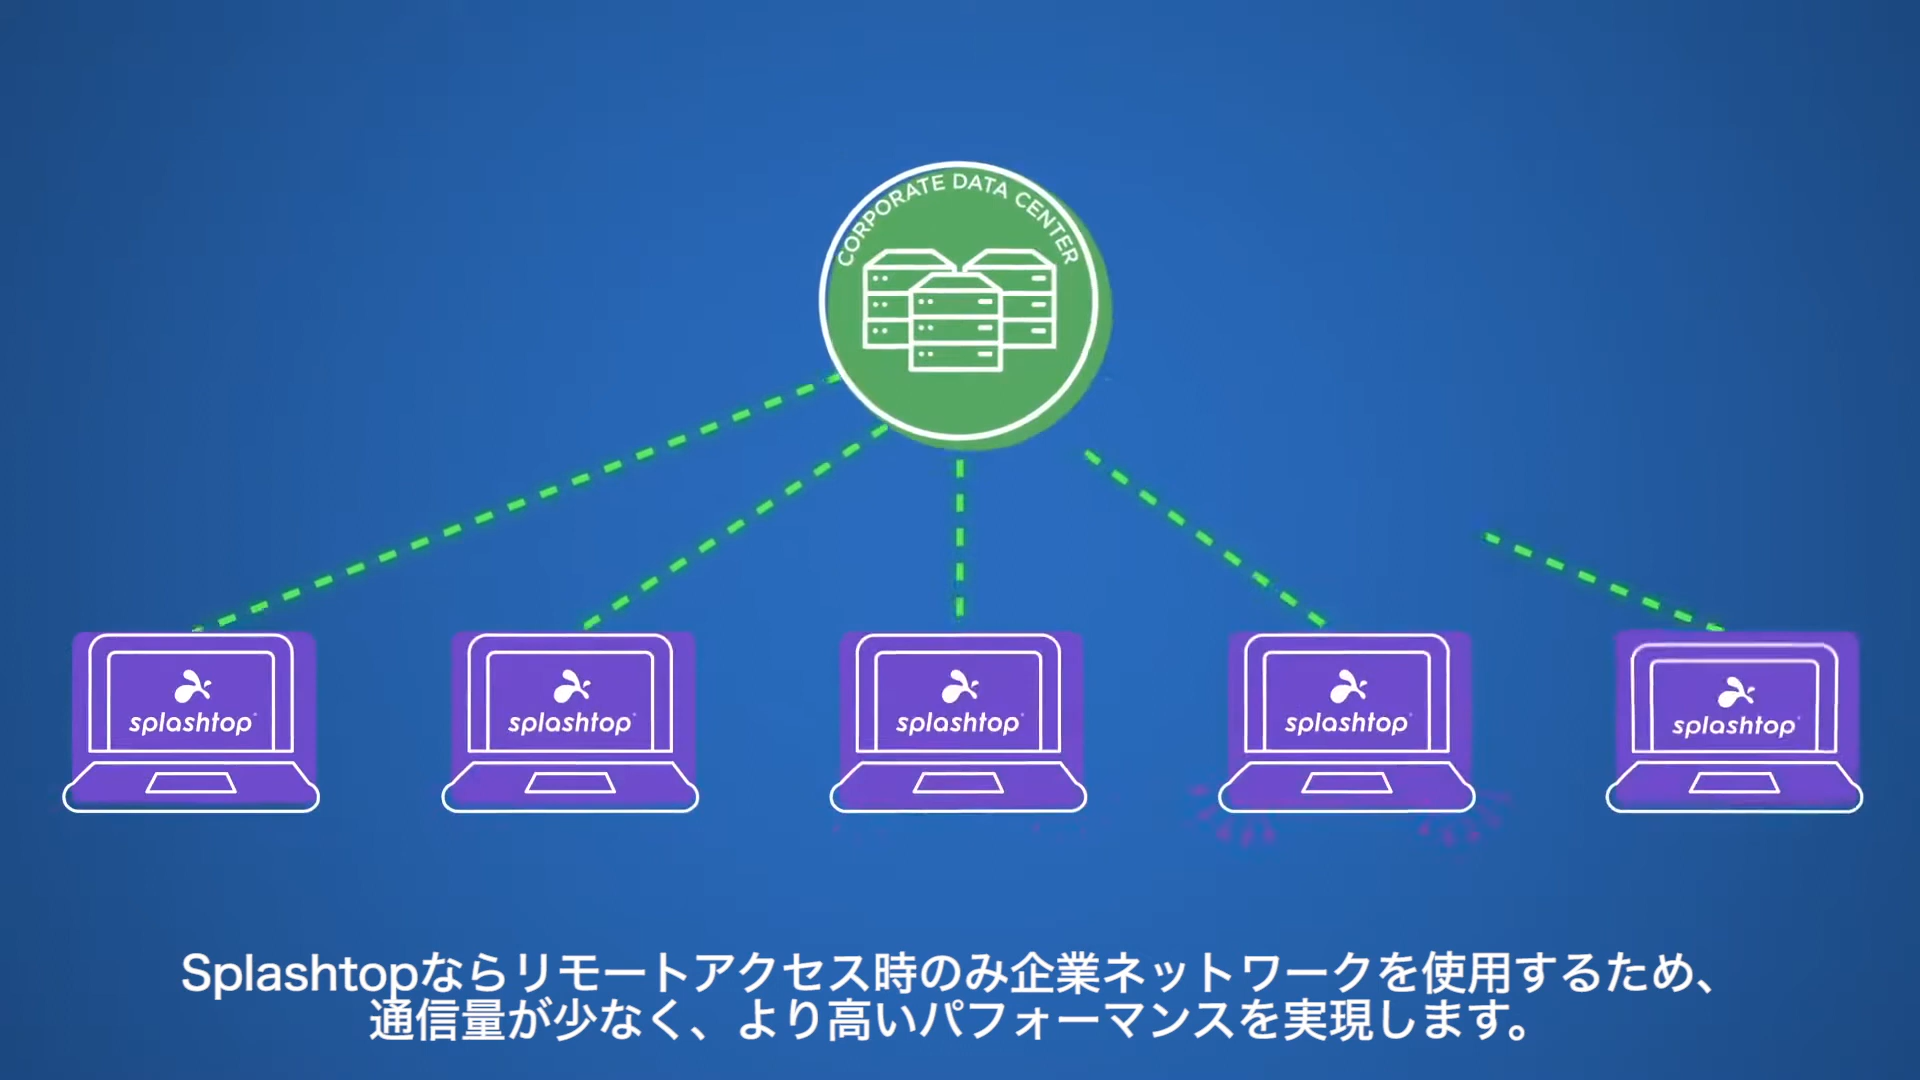 CORPORATE DATA CENTER
splashtop
splashtop
splashtop
splashtop
splashtop
Splashtopならリモートアクセス時のみ企業ネットワークを使用するため、
通信量が少なく、より高いパフォーマンスを実現します。